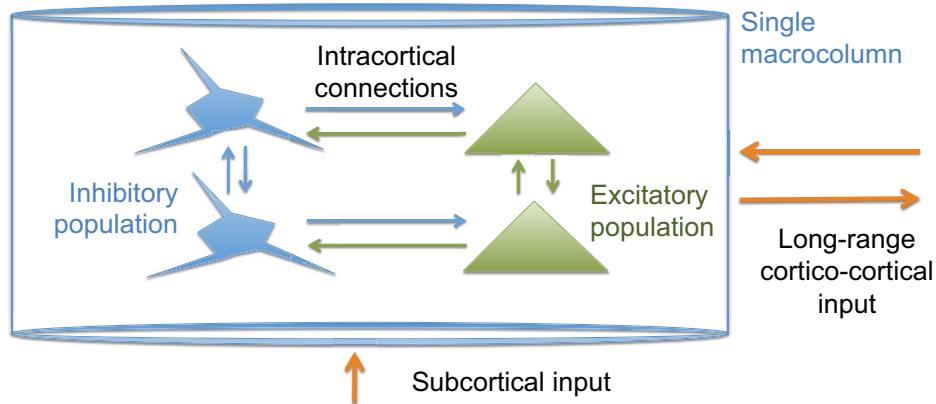 Single
macrocolumn
Intracortical
connections
Inhibitory
population
Excitatory
population
Long-range
cortico-cortical
input
Subcortical input